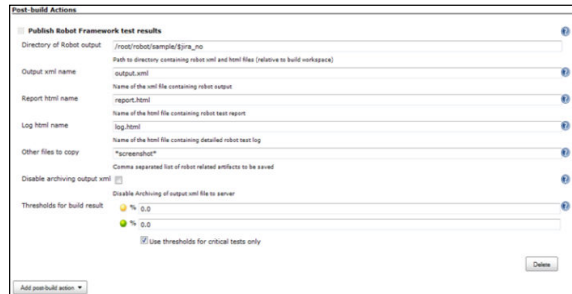 Post-build Actions
Publish Robot Framework test results
Directory of Robot output
/root/robot/sample/$jira_no
Path to directory containing robot xml and html files (relative to build workspace)
Output xml name
output.xml
Name of the xml file containing robot output
Report html name
report.html
Name of the html file containing robot test report
Log html name
log.html
Name of the html file containing detailed robot test log
Other files to copy
*screenshot*
Comma separated list of robot related artifacts to be saved
Disable archiving output xml
Disable Archiving of output xml file to server
Thresholds for build result
% 0.0
% 0.0
Use thresholds for critical tests only
Delete
Add post-build action